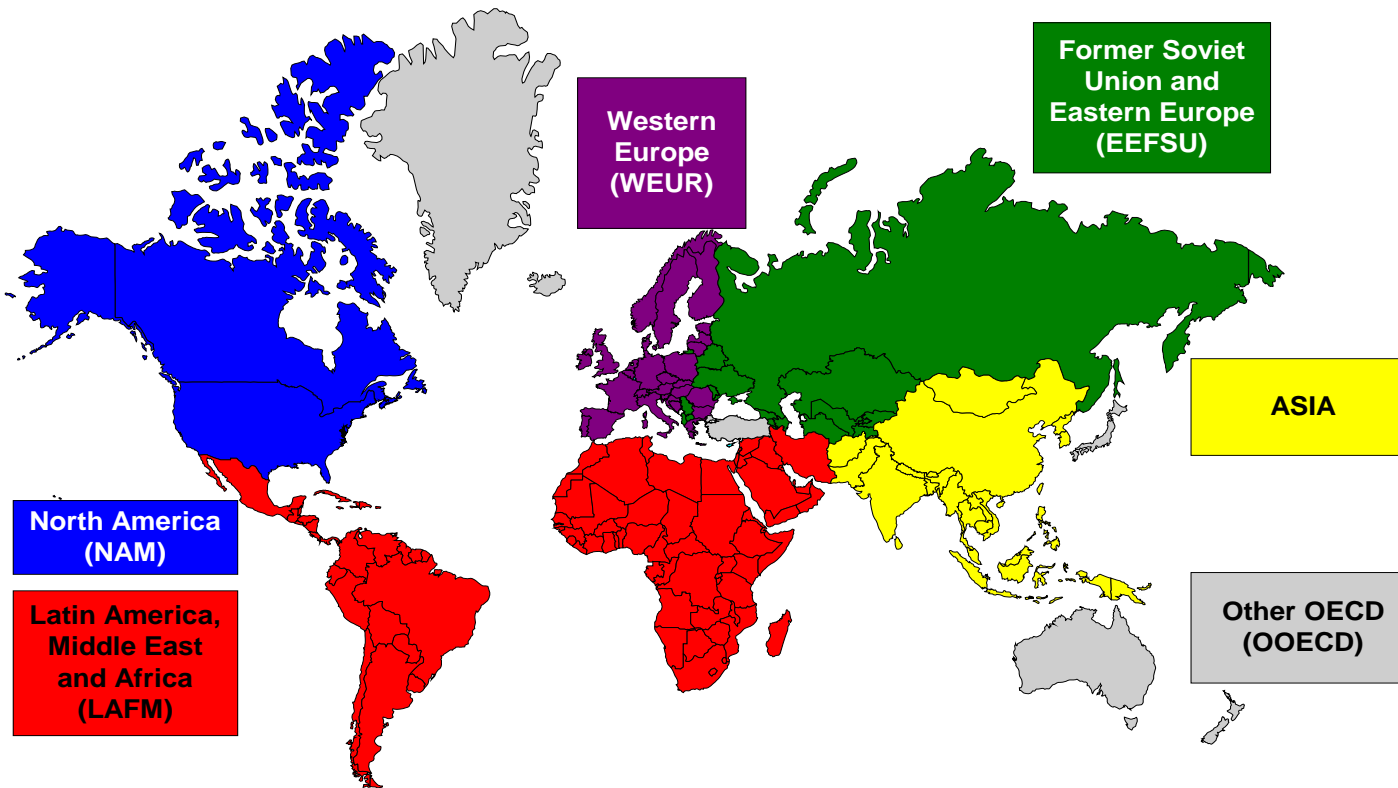 Former Soviet
Union and
Eastern Europe
(EEFSU)
Western
Europe
(WEUR)
ASIA
North America
(NAM)
Latin America,
Middle East
and Africa
(LAFM)
Other OECD
(OOECD)